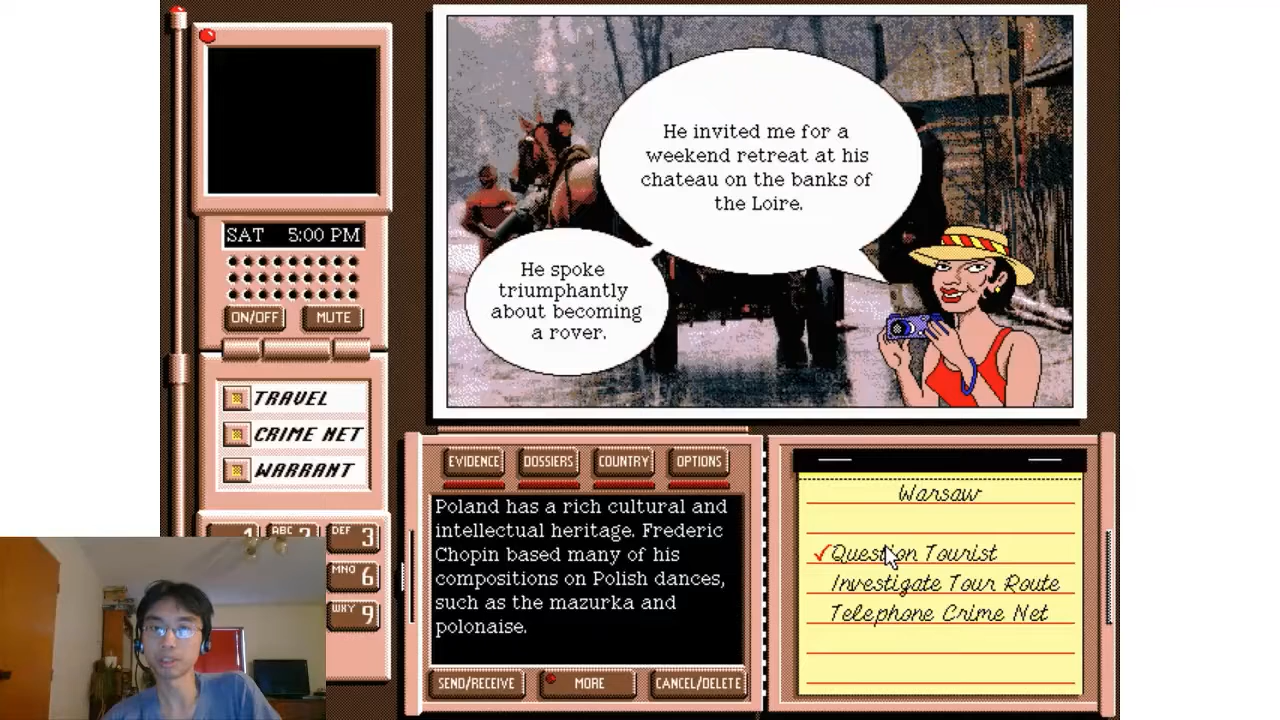 He invited me for a
weekend retreat at his
chateau on the banks of
the Loire.
He spoke
triumphantly
about becoming
a rover.
SAT 5:00 PM
ON/OFF MUTE
TRAVEL
CRIME NET
WARRANT
ABC
DEF 3
MNO 6
WXY 9
EVIDENCE DOSSIERS COUNTRY OPTIONS
Poland has a rich cultural and
intellectual heritage. Frederic
Chopin based many of his
compositions on Polish dances,
such as the mazurka and
polonaise.
SEND/RECEIVE MORE CANCEL/DELETE
Warsaw
Question Tourist
Investigate Tour Route
Telephone Crime Net